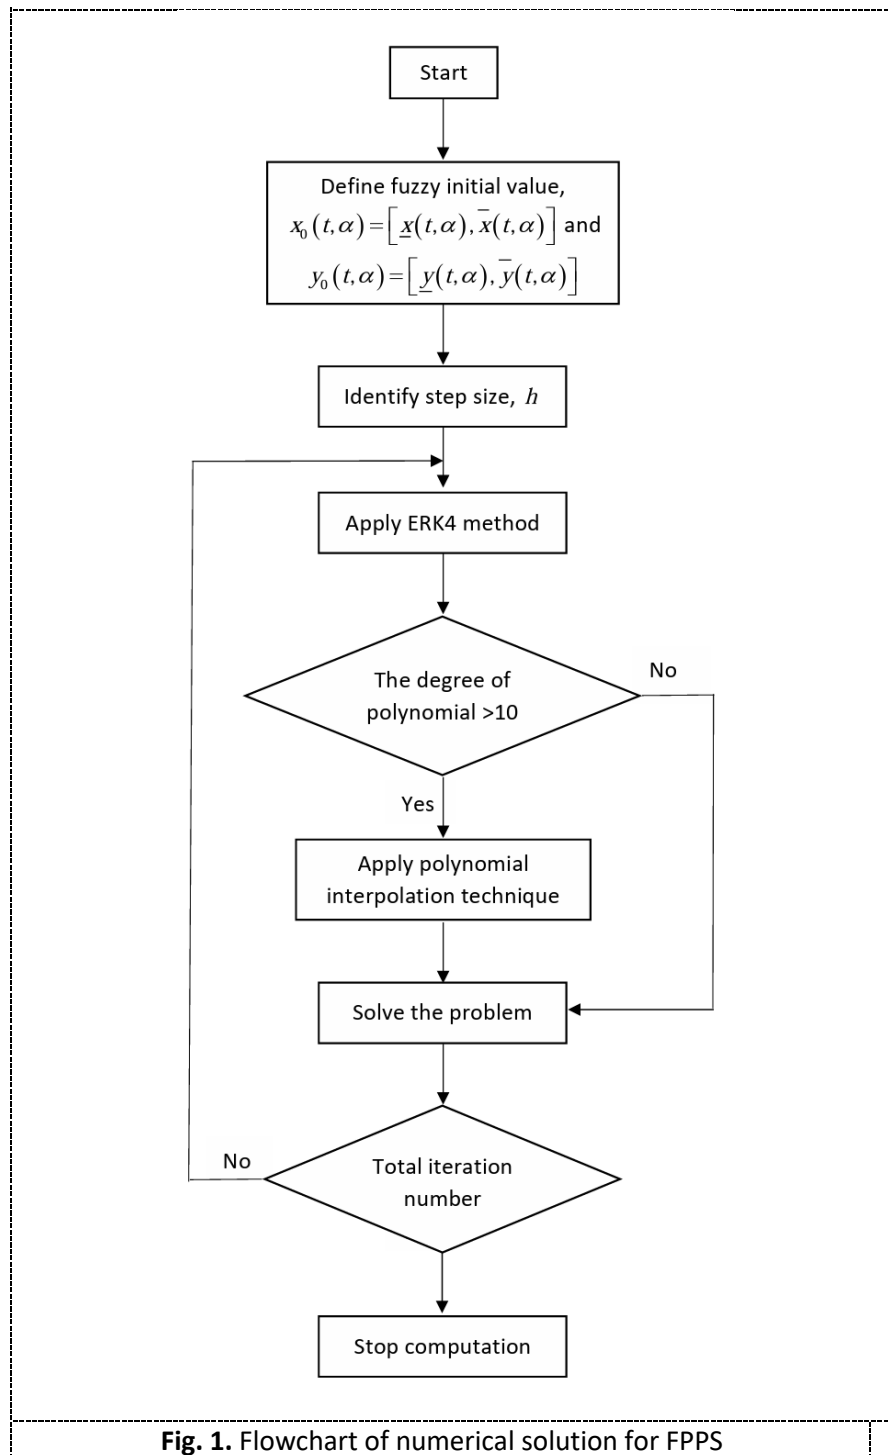 Start
Define fuzzy initial value,
x₀(t,α)=[x̲(t,α),x̅(t,α)] and
y₀(t,α)=[y̲(t,α),y̅(t,α)]
Identify step size, h
Apply ERK4 method
The degree of
polynomial >10
No
Yes
Apply polynomial
interpolation technique
Solve the problem
No
Total iteration
number
Stop computation
Fig. 1. Flowchart of numerical solution for FPPS